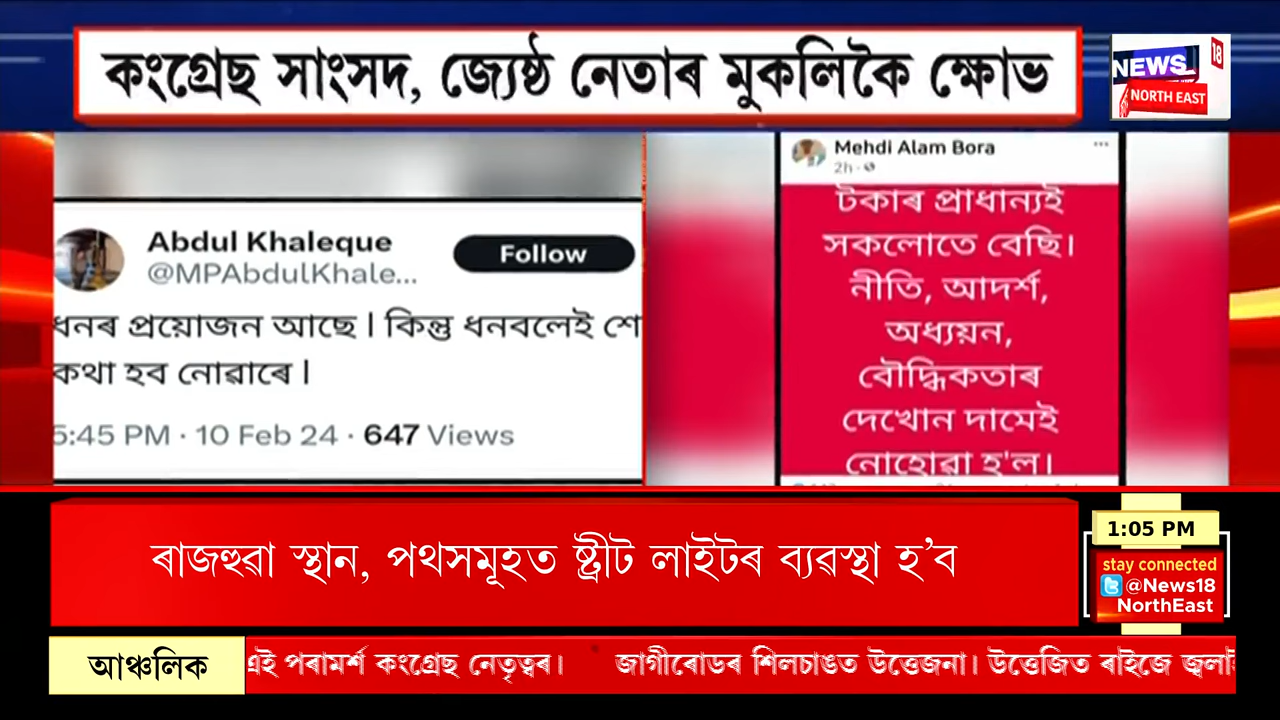 কংগ্ৰেছ সাংসদ, জ্যেষ্ঠ নেতাৰ মুকলিকৈ ক্ষোভ
NEWS 18
NORTH EAST
Abdul Khaleque
@MPAbdulKhale...
Follow
ধনৰ প্ৰয়োজন আছে | কিন্তু ধনবলেই শে
কথা হব নোৱাৰে |
5:45 PM · 10 Feb 24 · 647 Views
Mehdi Alam Bora
2h ·
টকাৰ প্ৰাধান্যই
সকলোতে বেছি।
নীতি, আদৰ্শ,
অধ্যয়ন,
বৌদ্ধিকতাৰ
দেখোন দামেই
নোহোৱা হ'ল।
ৰাজহুৱা স্থান, পথসমূহত ষ্ট্ৰীট লাইটৰ ব্যৱস্থা হ’ব
1:05 PM
stay connected
@News18
NorthEast
আঞ্চলিক
এই পৰামৰ্শ কংগ্ৰেছ নেতৃত্বৰ। জাগীৰোডৰ শিলচাঙত উত্তেজনা। উত্তেজিত ৰাইজে